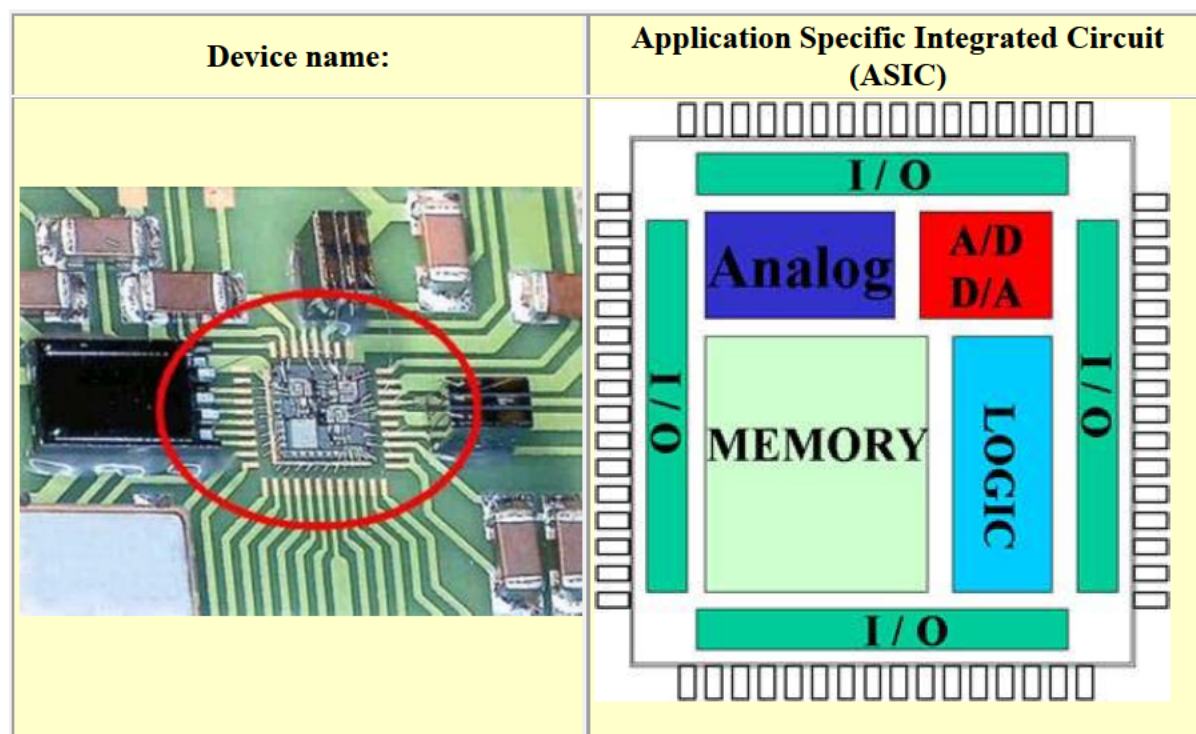 Device name:
Application Specific Integrated Circuit
(ASIC)
I / O
Analog
A/D
D/A
I / O
I / O
MEMORY
LOGIC
I / O